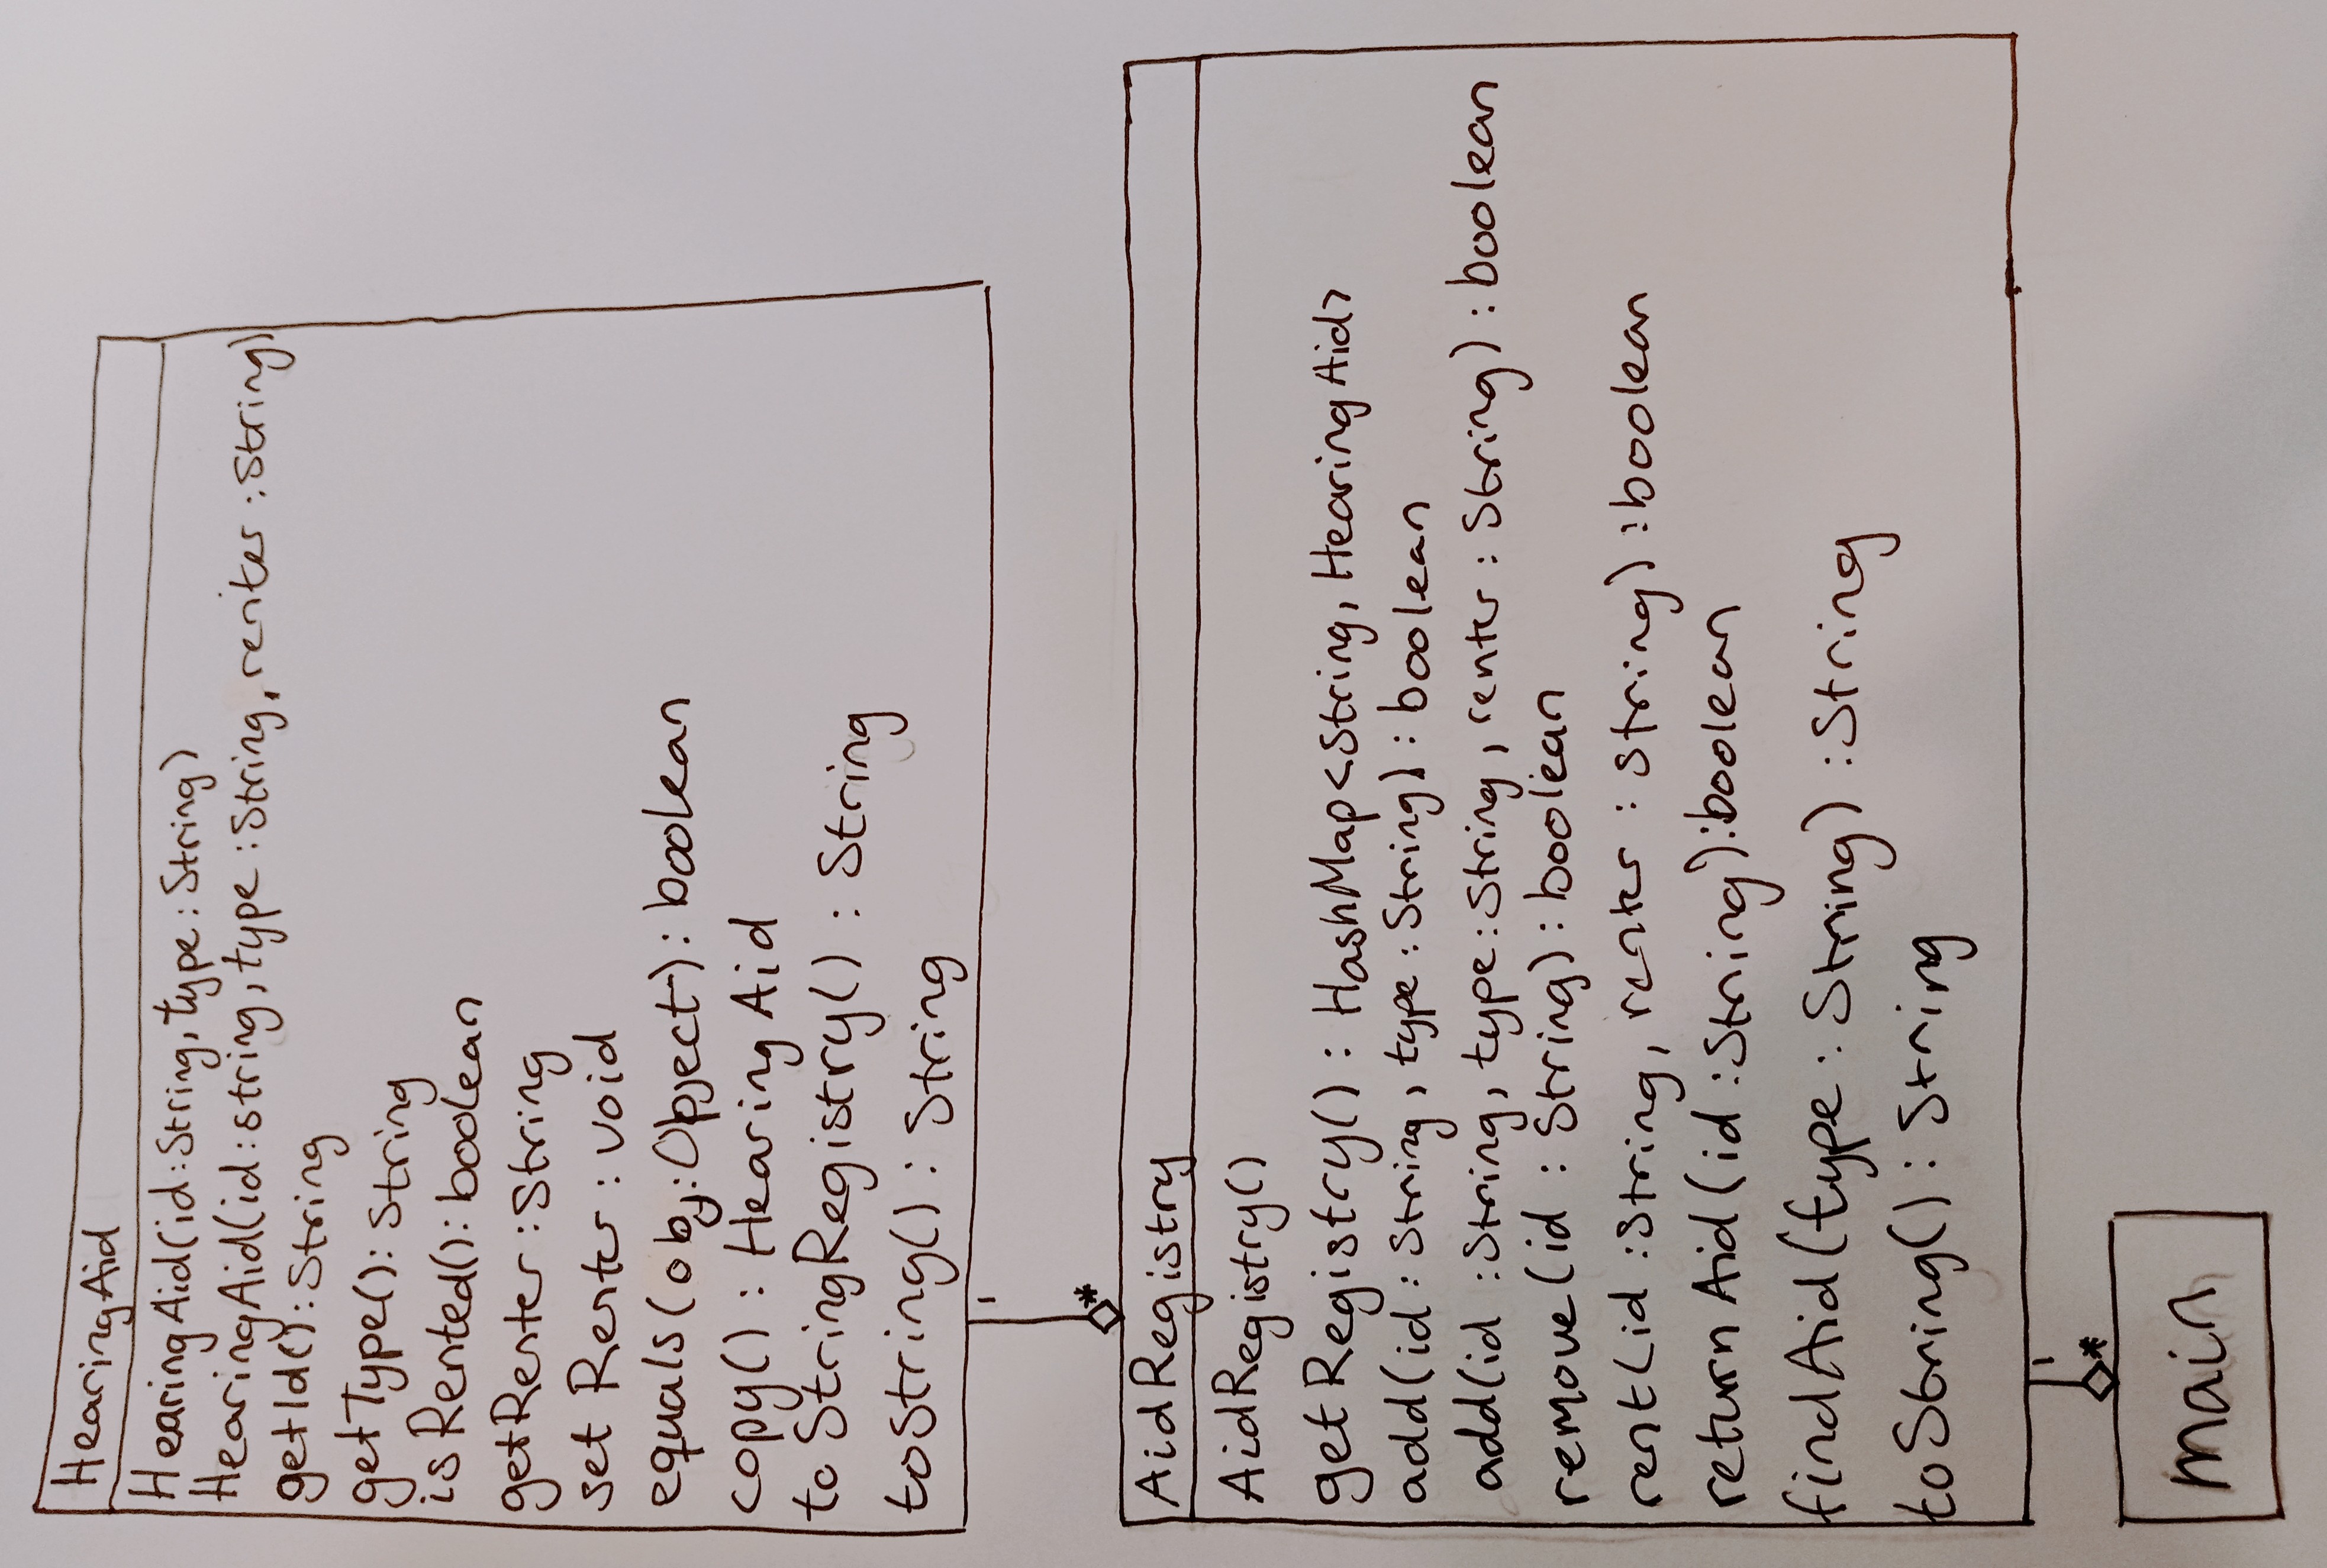 HearingAid
HearingAid(id:String, type:String)
HearingAid(id:string, type:String, renter:String)
getId():String
getType():String
isRented():boolean
getRenter:String
set Renter:void
equals(obj:Object):boolean
copy():HearingAid
toStringRegistry():String
toString():String
1
*
AidRegistry
AidRegistry()
getRegistry():HashMap<String, HearingAid>
add(id:String, type:String):boolean
add(id:String, type:String, renter:String):boolean
remove(id:String):boolean
rent(id:String, renter:String):boolean
returnAid(id:String):boolean
findAid(type:String):String
toString():String
1
*
main